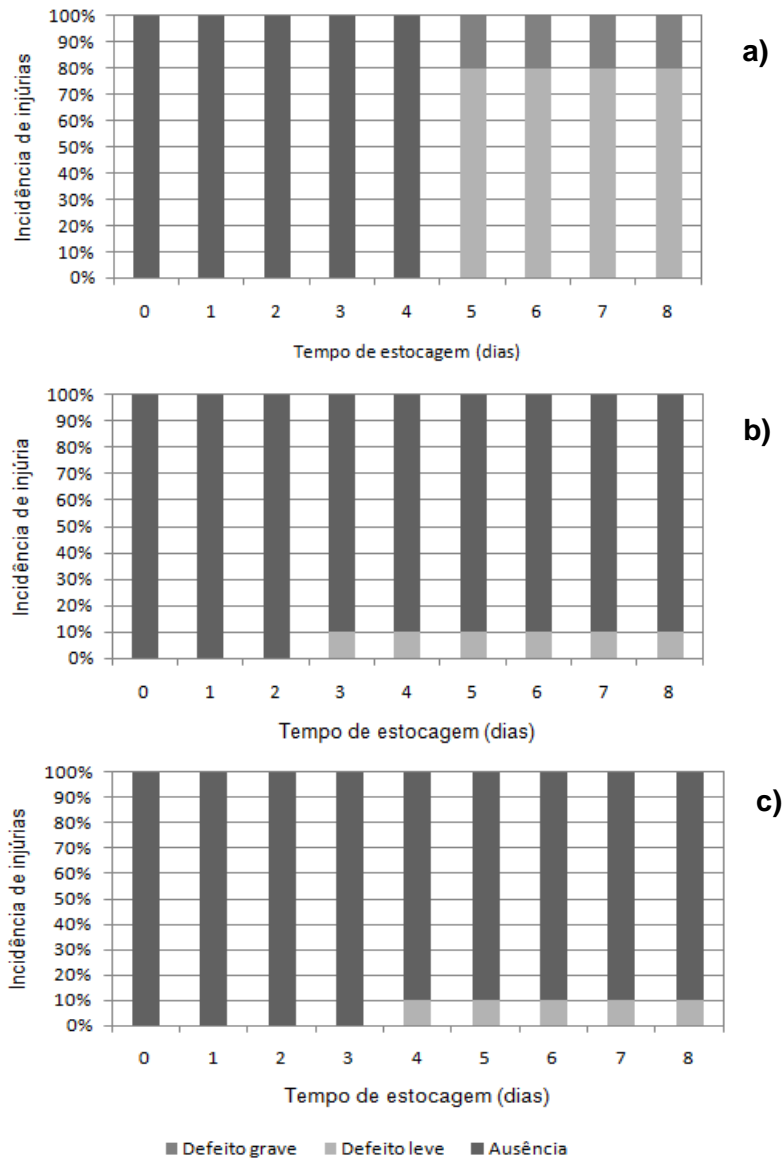 a)
Incidência de injúrias
100%
90%
80%
70%
60%
50%
40%
30%
20%
10%
0%
0 1 2 3 4 5 6 7 8
Tempo de estocagem (dias)
b)
Incidência de injúria
100%
90%
80%
70%
60%
50%
40%
30%
20%
10%
0%
0 1 2 3 4 5 6 7 8
Tempo de estocagem (dias)
c)
Incidência de injúrias
100%
90%
80%
70%
60%
50%
40%
30%
20%
10%
0%
0 1 2 3 4 5 6 7 8
Tempo de estocagem (dias)
Defeito grave Defeito leve Ausência